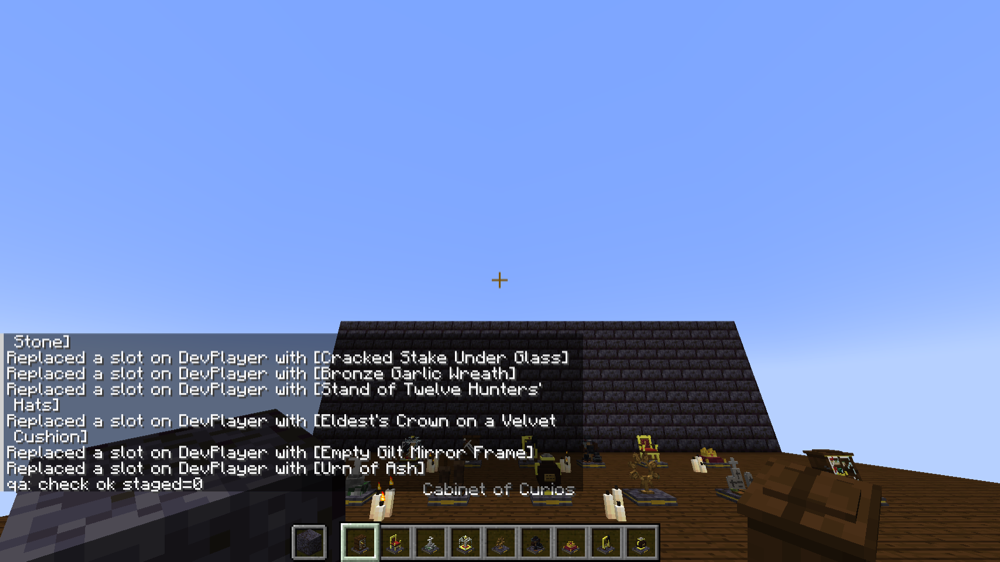 Stone]
Replaced a slot on DevPlayer with [Cracked Stake Under Glass]
Replaced a slot on DevPlayer with [Bronze Garlic Wreath]
Replaced a slot on DevPlayer with [Stand of Twelve Hunters'
Hats]
Replaced a slot on DevPlayer with [Eldest's Crown on a Velvet
Cushion]
Replaced a slot on DevPlayer with [Empty Gilt Mirror Frame]
Replaced a slot on DevPlayer with [Urn of Ash]
qa: check ok staged=0
Cabinet of Curios